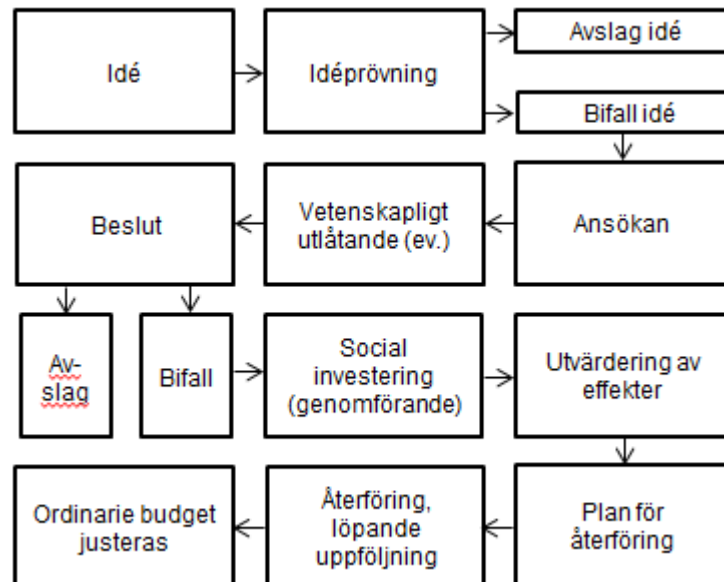 Idé
Idéprövning
Avslag idé
Bifall idé
Ansökan
Vetenskapligt
utlåtande (ev.)
Beslut
Av-
slag
Bifall
Social
investering
(genomförande)
Utvärdering av
effekter
Plan för
återföring
Återföring,
löpande
uppföljning
Ordinarie budget
justeras